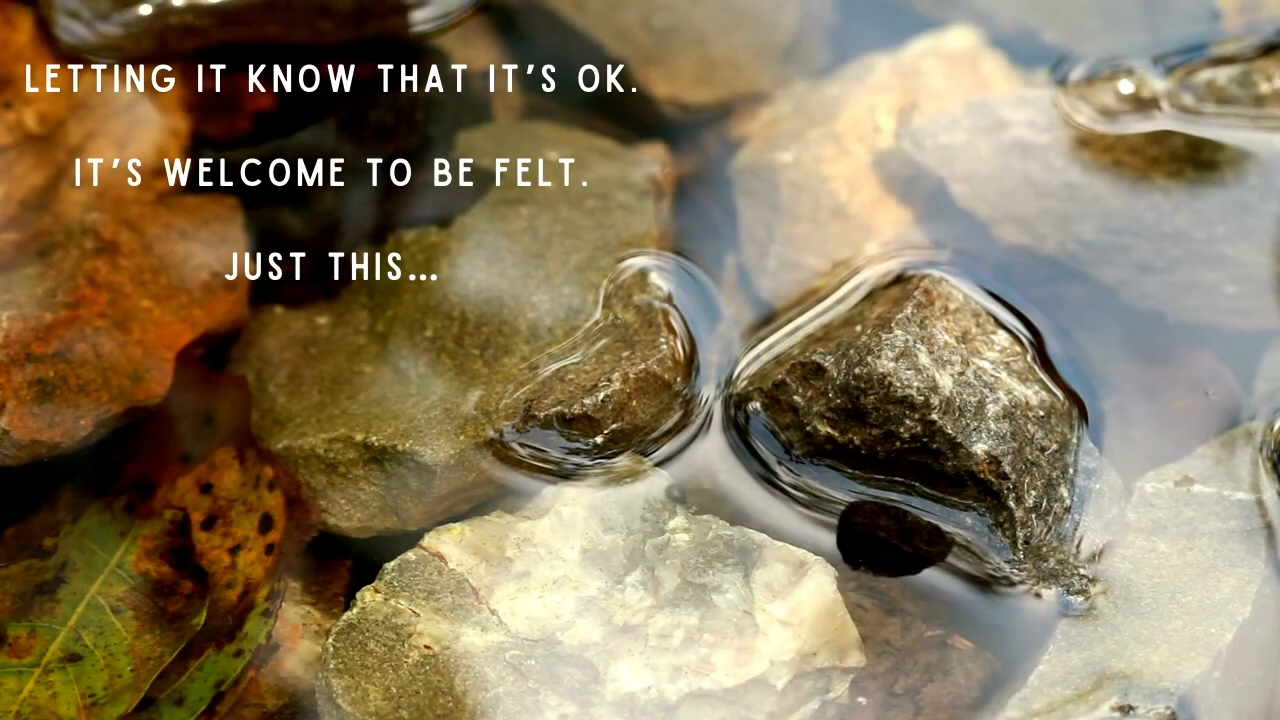 LETTING IT KNOW THAT IT'S OK.
IT'S WELCOME TO BE FELT.
JUST THIS...